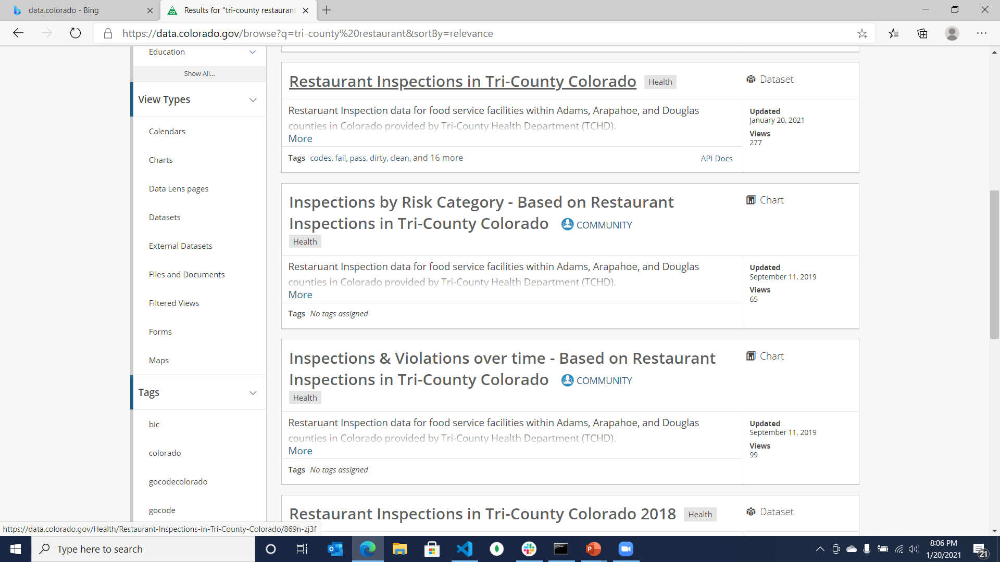 data.colorado - Bing
Results for "tri-county restaurant
https://data.colorado.gov/browse?q=tri-county%20restaurant&sortBy=relevance
Education
Show All...
View Types
Calendars
Charts
Data Lens pages
Datasets
External Datasets
Files and Documents
Filtered Views
Forms
Maps
Tags
bic
colorado
gocodecolorado
gocode
Restaurant Inspections in Tri-County Colorado Health
Dataset
Restaruant Inspection data for food service facilities within Adams, Arapahoe, and Douglas
counties in Colorado provided by Tri-County Health Department (TCHD).
More
Tags codes, fail, pass, dirty, clean, and 16 more
API Docs
Updated
January 20, 2021
Views
277
Inspections by Risk Category - Based on Restaurant
Inspections in Tri-County Colorado COMMUNITY
Health
Chart
Restaruant Inspection data for food service facilities within Adams, Arapahoe, and Douglas
counties in Colorado provided by Tri-County Health Department (TCHD).
More
Tags No tags assigned
Updated
September 11, 2019
Views
65
Inspections & Violations over time - Based on Restaurant
Inspections in Tri-County Colorado COMMUNITY
Health
Chart
Restaruant Inspection data for food service facilities within Adams, Arapahoe, and Douglas
counties in Colorado provided by Tri-County Health Department (TCHD).
More
Tags No tags assigned
Updated
September 11, 2019
Views
99
Restaurant Inspections in Tri-County Colorado 2018 Health
Dataset
https://data.colorado.gov/Health/Restaurant-Inspections-in-Tri-County-Colorado/869n-zj3f
Type here to search
8:06 PM
1/20/2021
21